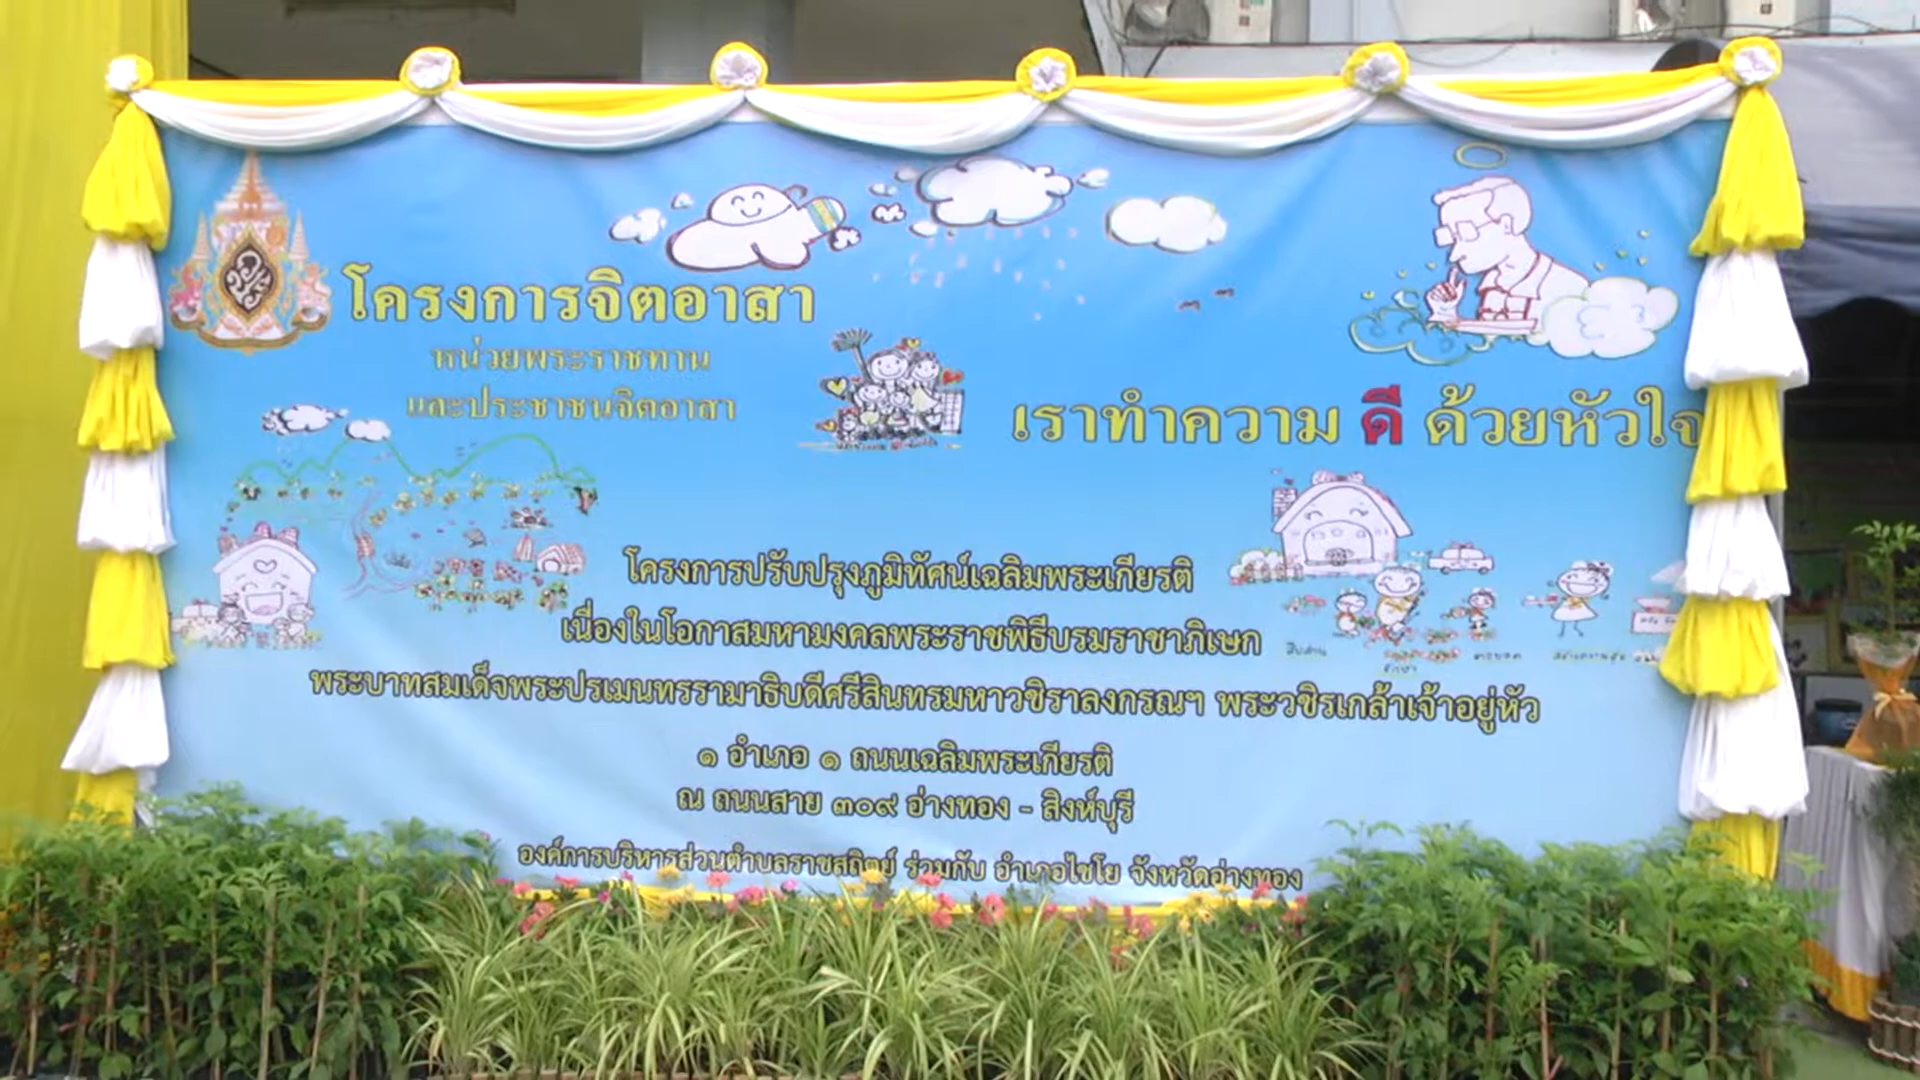 โครงการจิตอาสา
หน่วยพระราชทาน
และประชาชนจิตอาสา
เราทำความ ดี ด้วยหัวใจ
โครงการปรับปรุงภูมิทัศน์เฉลิมพระเกียรติ
เนื่องในโอกาสมหามงคลพระราชพิธีบรมราชาภิเษก
พระบาทสมเด็จพระปรเมนทรรามาธิบดีศรีสินทรมหาวชิราลงกรณฯ พระวชิรเกล้าเจ้าอยู่หัว
๑ อำเภอ ๑ ถนนเฉลิมพระเกียรติ
ณ ถนนสาย ๓๐๙ อ่างทอง - สิงห์บุรี
องค์การบริหารส่วนตำบลราชสถิตย์ ร่วมกับ อำเภอไชโย จังหวัดอ่างทอง